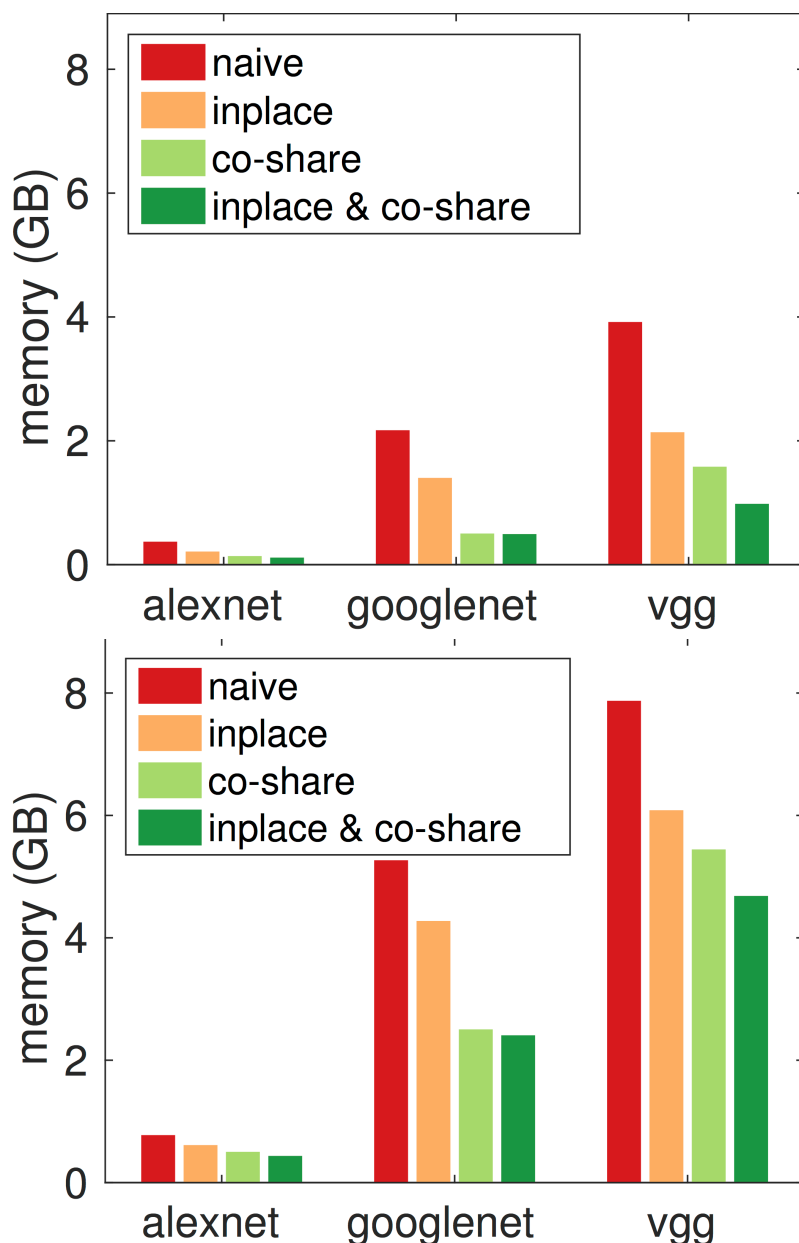 8
6
4
2
0
memory (GB)
naive
inplace
co-share
inplace & co-share
alexnet googlenet vgg
8
6
4
2
0
memory (GB)
naive
inplace
co-share
inplace & co-share
alexnet googlenet vgg